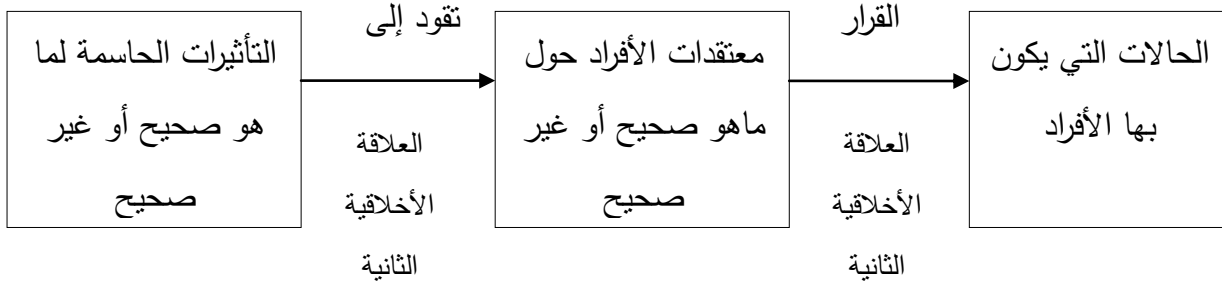 التأثيرات الحاسمة لما
هو صحيح أو غير
صحيح
تقود إلى
العلاقة
الأخلاقية
الثانية
معتقدات الأفراد حول
ماهو صحيح أو غير
صحيح
القرار
العلاقة
الأخلاقية
الثانية
الحالات التي يكون
بها الأفراد